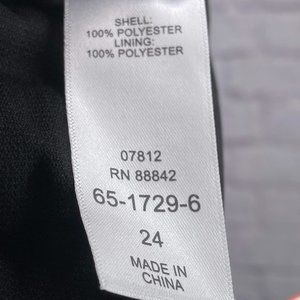 SHELL:
100% POLYESTER
LINING:
100% POLYESTER
07812
RN 88842
65-1729-6
24
MADE IN
CHINA